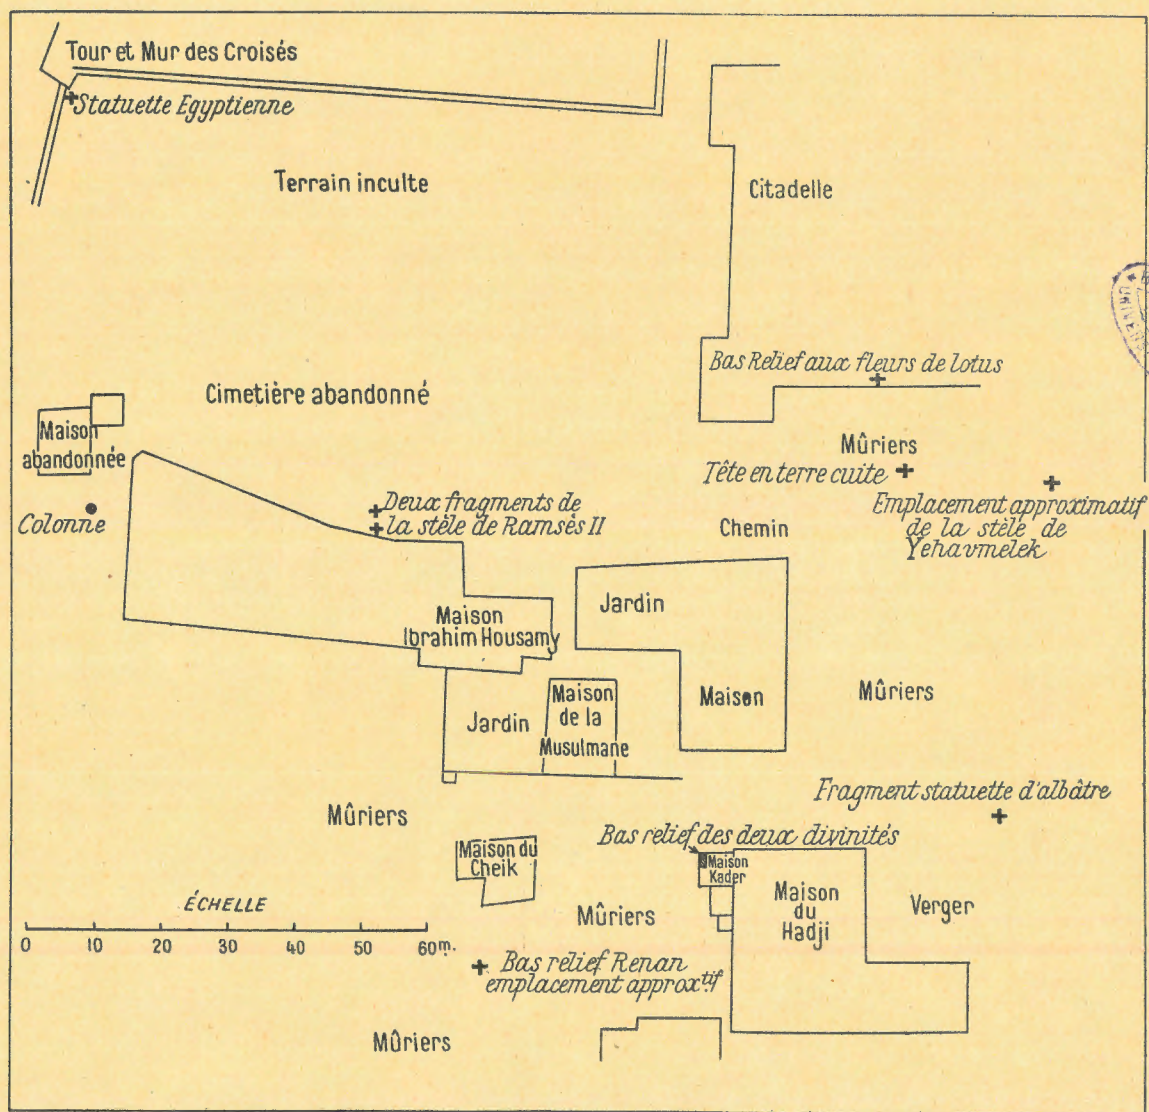 Tour et Mur des Croisés
Statuette Egyptienne
Terrain inculte
Citadelle
Bas Relief aux fleurs de lotus
Cimetière abandonné
Maison
abandonnée
Mûriers
Tête en terre cuite
Colonne
Deux fragments de
la stèle de Ramsès II
Chemin
Emplacement approximatif
de la stèle de
Yehavmelek
Jardin
Maison
Ibrahim Housamy
Maison
Mûriers
Jardin
Maison
de la
Musulmane
Fragment statuette d'albâtre
Mûriers
Bas relief des deux divinités
Maison du
Cheik
Maison
Kader
Maison
du
Hadji
Verger
Mûriers
ÉCHELLE
0 10 20 30 40 50 60 m.
Bas relief Renan
emplacement approx.tif
Mûriers